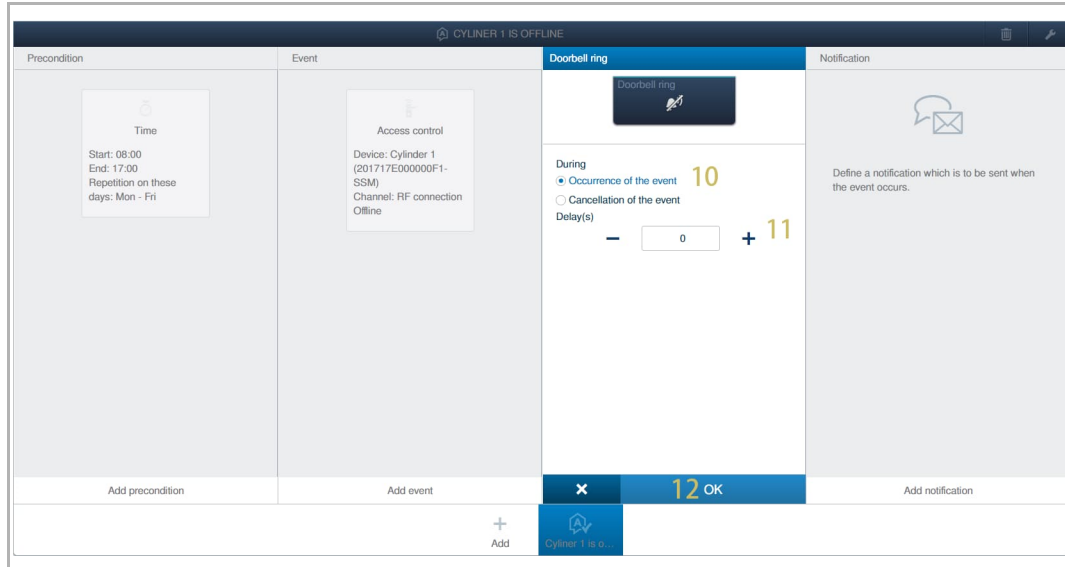 CYLINER 1 IS OFFLINE
Precondition
Event
Doorbell ring
Notification
Time
Start: 08:00
End: 17:00
Repetition on these
days: Mon - Fri
Access control
Device: Cylinder 1
(201717E000000F1-
SSM)
Channel: RF connection
Offline
Doorbell ring
During
Occurrence of the event 10
Cancellation of the event
Delay(s)
− 0 + 11
Define a notification which is to be sent when
the event occurs.
Add precondition
Add event
× 12 OK
Add notification
+
Add
Cyliner 1 is o...